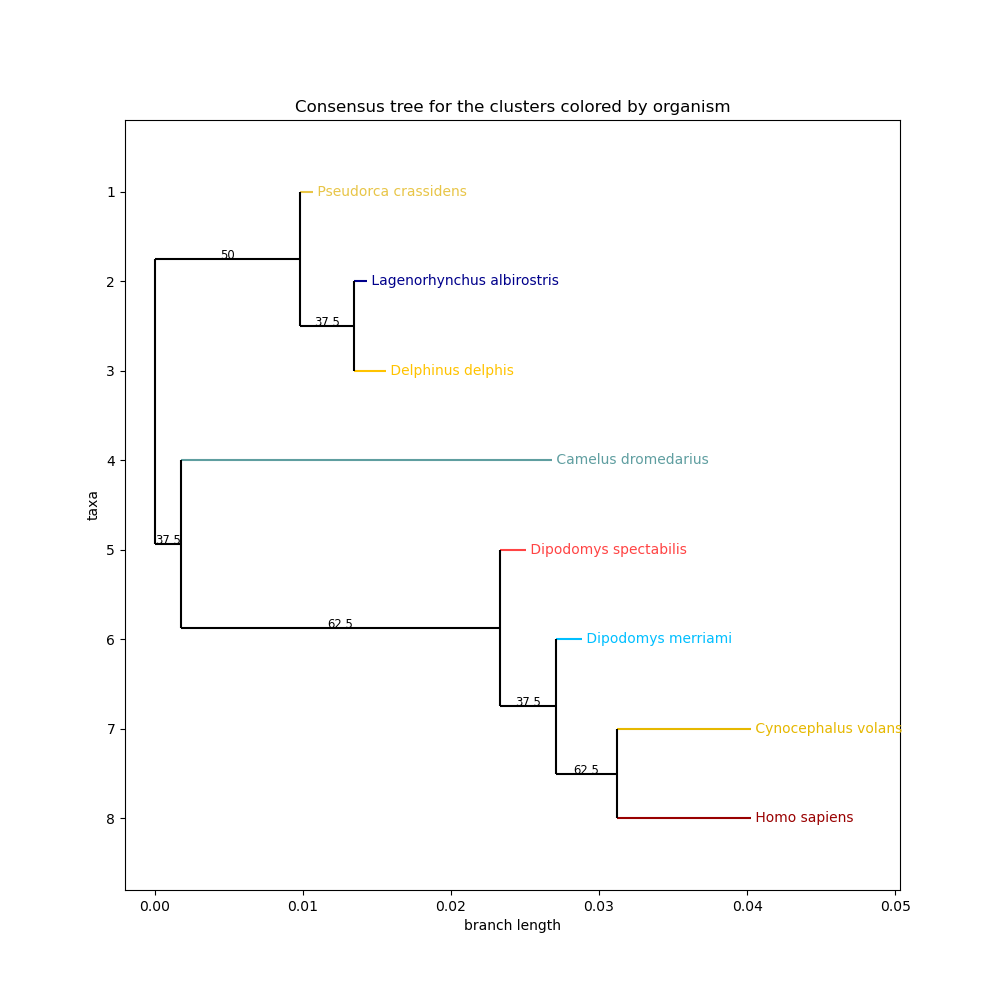 Consensus tree for the clusters colored by organism
1
Pseudorca crassidens
50
2
Lagenorhynchus albirostris
37.5
3
Delphinus delphis
4
Camelus dromedarius
taxa
37.5
5
Dipodomys spectabilis
62.5
6
Dipodomys merriami
37.5
7
Cynocephalus volans
62.5
8
Homo sapiens
0.00 0.01 0.02 0.03 0.04 0.05
branch length